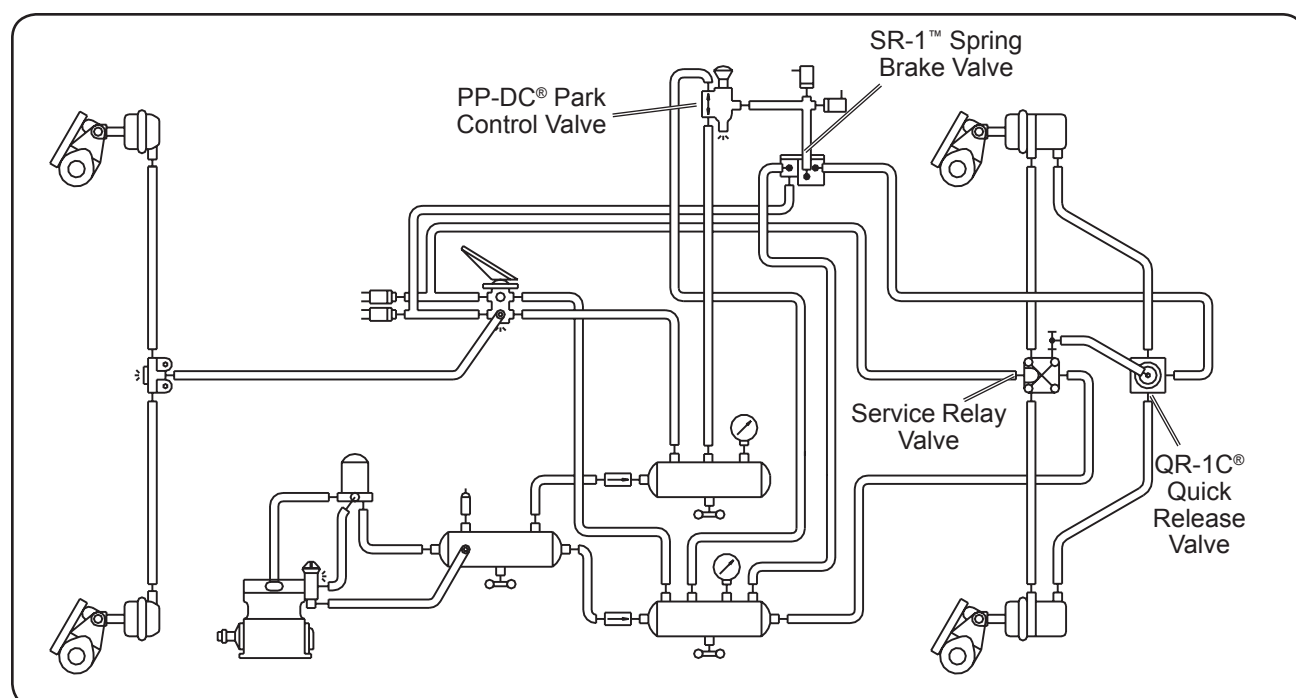 SR-1™ Spring
Brake Valve
PP-DC® Park
Control Valve
Service Relay
Valve
QR-1C®
Quick
Release
Valve